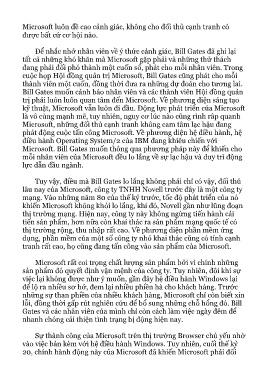 Microsoft luôn đề cao cảnh giác, không cho đối thủ cạnh tranh có
được bất cứ cơ hội nào.
Để nhắc nhở nhân viên về ý thức cảnh giác, Bill Gates đã ghi lại
tất cả những khó khăn mà Microsoft gặp phải và những thử thách
đang phải đối phó thành một cuốn sổ, phát cho mỗi nhân viên. Trong
cuộc họp Hội đồng quản trị Microsoft, Bill Gates cũng phát cho mỗi
thành viên một cuốn, đồng thời đưa ra những dự đoán cho tương lai.
Bill Gates muốn cảnh báo nhân viên và các thành viên Hội đồng quản
trị phải luôn luôn quan tâm đến Microsoft. Về phương diện sáng tạo
kỹ thuật, Microsoft vẫn luôn đi đầu. Động lực phát triển của Microsoft
là vô cùng mạnh mẽ, tuy nhiên, nguy cơ lúc nào cũng rình rập quanh
Microsoft, những đối thủ cạnh tranh không cam tâm lạc hậu đang
phát động cuộc tấn công Microsoft. Về phương diện hệ điều hành, hệ
điều hành Operating System/2 của IBM đang khiêu chiến với
Microsoft. Bill Gates muốn thông qua phương pháp này để khiến cho
mỗi nhân viên của Microsoft đều lo lắng về sự lạc hậu và duy trì động
lực dẫn đầu ngành.
Tuy vậy, điều mà Bill Gates lo lắng không phải chỉ có vậy, đối thủ
lâu nay của Microsoft, công ty TNHH Novell trước đây là một công ty
mạng. Vào những năm 80 của thế kỷ trước, tốc độ phát triển của nó
khiến Microsoft không khỏi lo lắng, khi đó, Novell gần như lũng đoạn
thị trường mạng. Hiện nay, công ty này không ngừng tiến hành cải
tiến sản phẩm, hơn nữa còn khai thác ra sản phẩm mạng quốc tế có
thị trường rộng, thu nhập rất cao. Về phương diện phần mềm ứng
dụng, phần mềm của một số công ty nhỏ khai thác cũng có tính cạnh
tranh rất cao, họ cũng đang tấn công vào sản phẩm của Microsoft.
Microsoft rất coi trọng chất lượng sản phẩm bởi vì chính những
sản phẩm đó quyết định vận mệnh của công ty. Tuy nhiên, đôi khi sự
việc lại không được như ý muốn, gần đây hệ điều hành Windows lại
để lộ ra nhiều sơ hở, đem lại nhiều phiền hà cho khách hàng. Trước
những sự than phiền của nhiều khách hàng, Microsoft chỉ còn biết xin
lỗi, đồng thời gấp rút nghiên cứu để bổ sung những chỗ hổng đó. Bill
Gates và các nhân viên của mình chỉ còn cách làm việc ngày đêm để
nhanh chóng cải thiện tình trạng bị động hiện nay.
Sự thành công của Microsoft trên thị trường Browser chủ yếu nhờ
vào việc bán kèm với hệ điều hành Windows. Tuy nhiên, cuối thế kỷ
20, chính hành động này của Microsoft đã khiến Microsoft phải đối